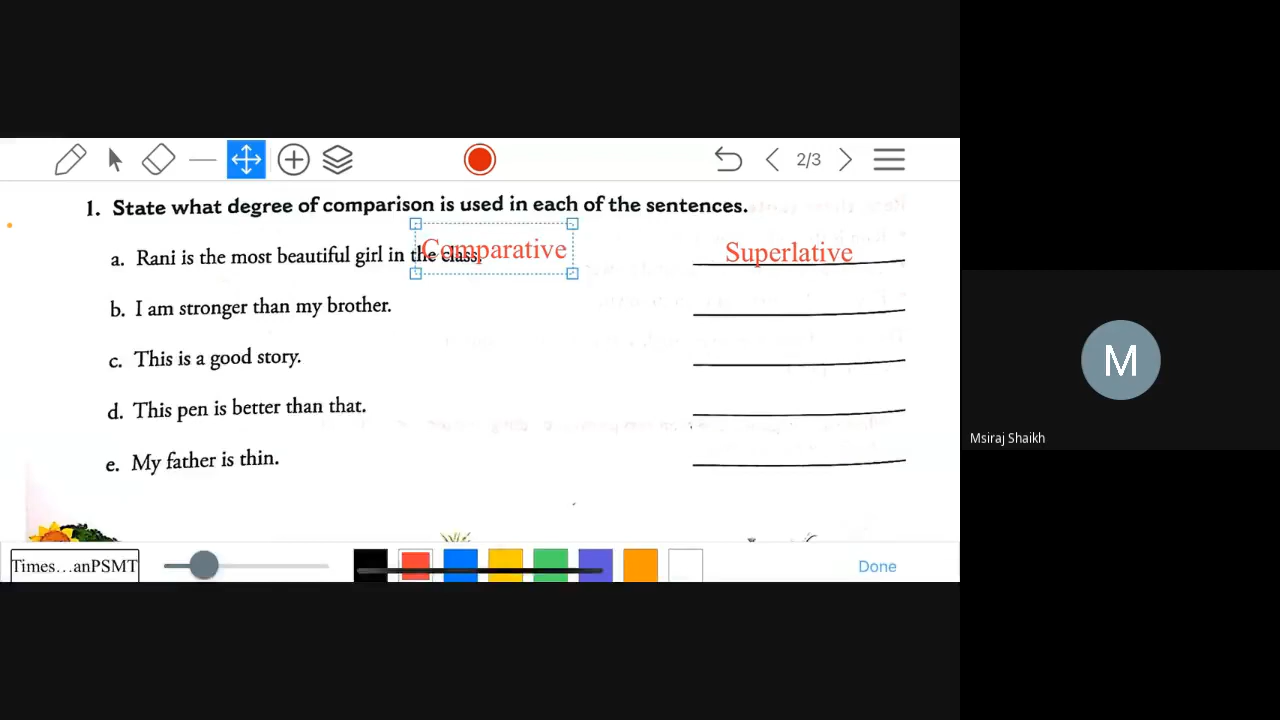 2/3
1. State what degree of comparison is used in each of the sentences.
a. Rani is the most beautiful girl in the class.
Comparative
Superlative
b. I am stronger than my brother.
c. This is a good story.
d. This pen is better than that.
e. My father is thin.
Times…anPSMT
Done
M
Msiraj Shaikh